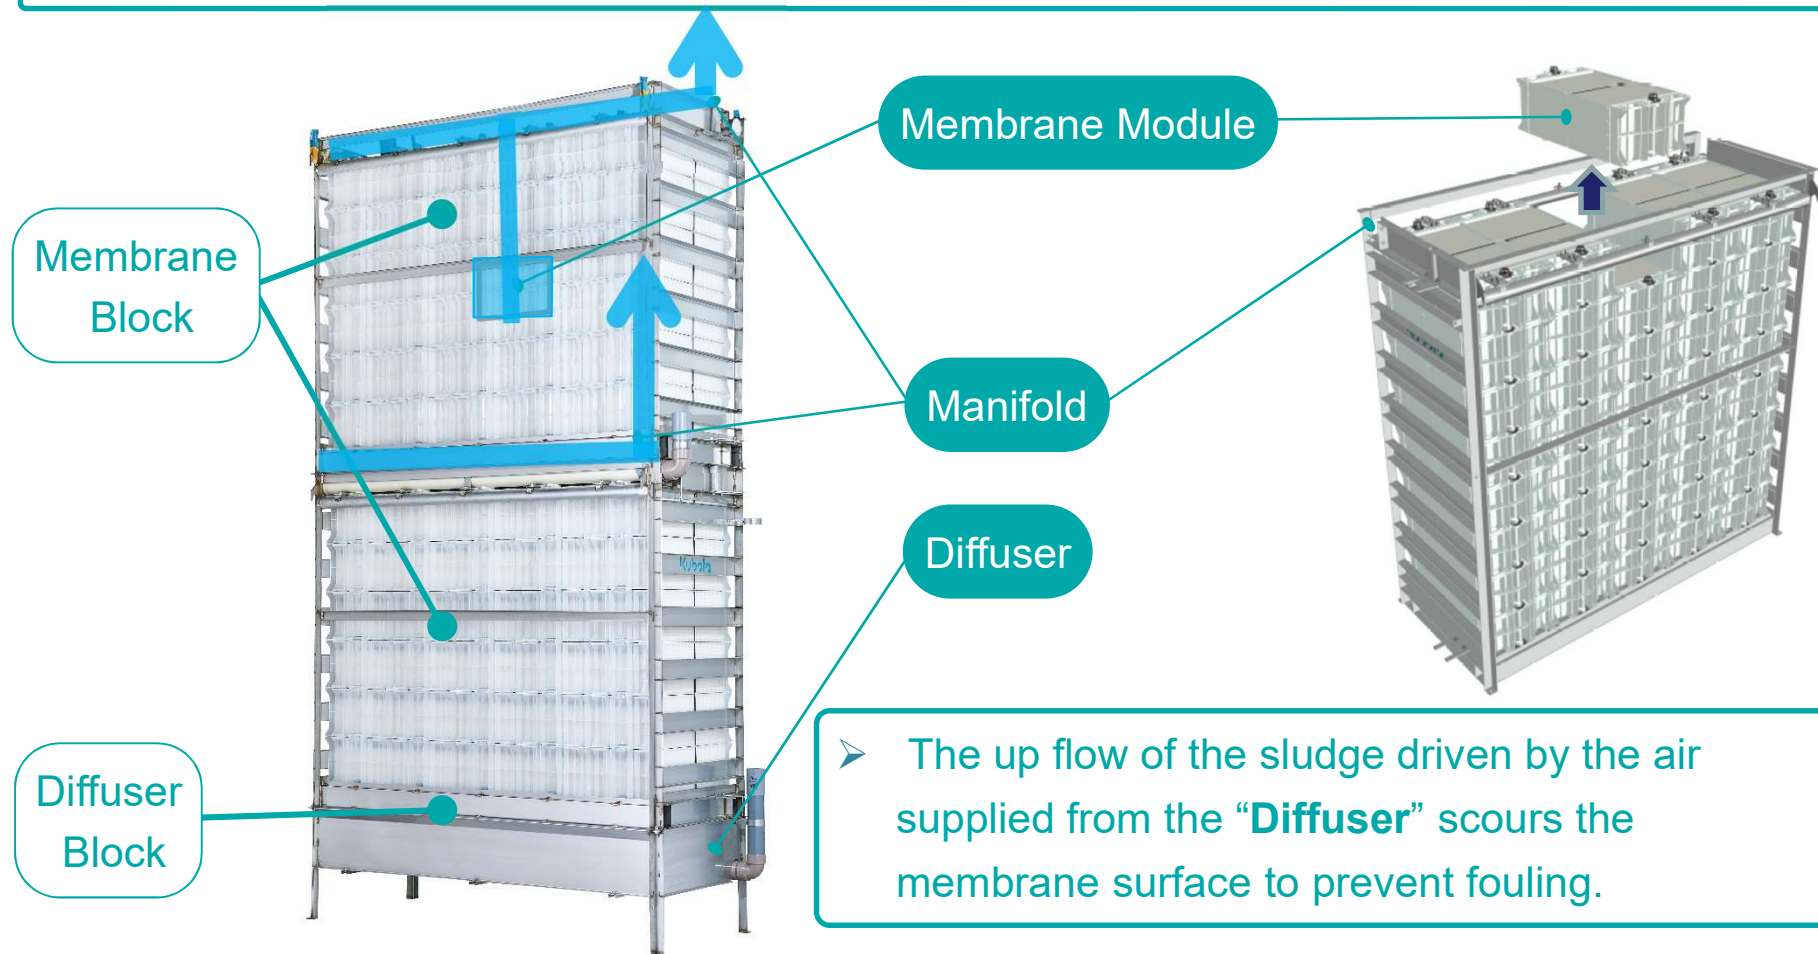 Membrane Module
Membrane
Block
Manifold
Diffuser
Kubota
Diffuser
Block
➢ The up flow of the sludge driven by the air
supplied from the “Diffuser” scours the
membrane surface to prevent fouling.